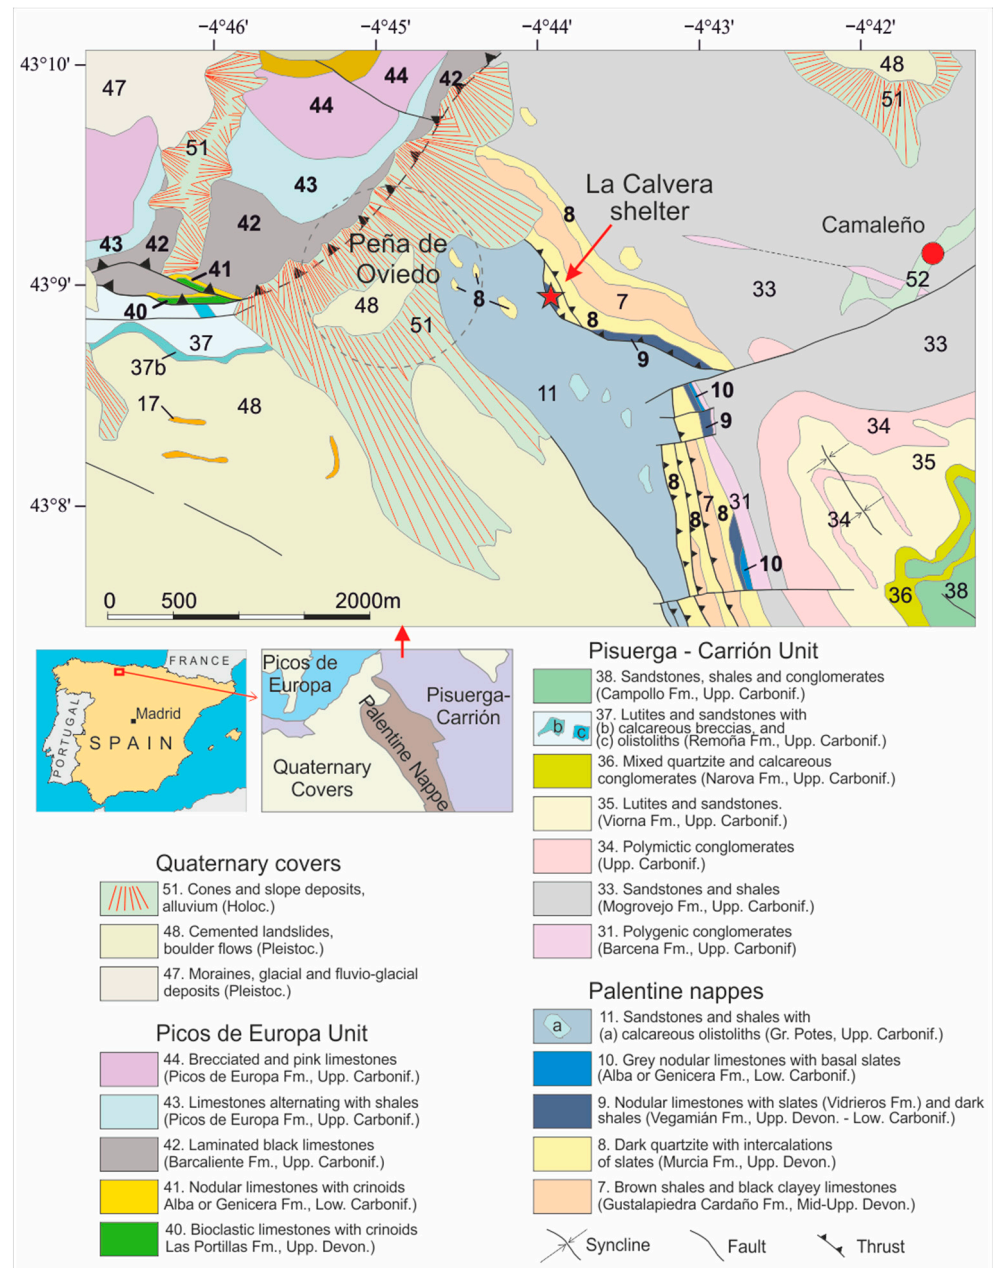 −4°46'
−4°45'
−4°44'
−4°43'
−4°42'
43°10'
43°9'
43°8'
47
44
44
42
48
51
51
43
42
43
42
41
40
37
37b
17
48
Peña de
Oviedo
48
51
8
La Calvera
shelter
8
7
8
9
11
Camaleño
52
33
33
10
9
8
7
8
8
31
10
34
35
34
36
38
0
500
2000m
FRANCE
PORTUGAL
Madrid
SPAIN
Picos de
Europa
Pisuerga-
Carrión
Palentine Nappe
Quaternary
Covers
Quaternary covers
51. Cones and slope deposits,
alluvium (Holoc.)
48. Cemented landslides,
boulder flows (Pleistoc.)
47. Moraines, glacial and fluvio-glacial
deposits (Pleistoc.)
Picos de Europa Unit
44. Brecciated and pink limestones
(Picos de Europa Fm., Upp. Carbonif.)
43. Limestones alternating with shales
(Picos de Europa Fm., Upp. Carbonif.)
42. Laminated black limestones
(Barcaliente Fm., Upp. Carbonif.)
41. Nodular limestones with crinoids
Alba or Genicera Fm., Low. Carbonif.)
40. Bioclastic limestones with crinoids
Las Portillas Fm., Upp. Devon.)
Pisuerga - Carrión Unit
38. Sandstones, shales and conglomerates
(Campollo Fm., Upp. Carbonif.)
b
c
37. Lutites and sandstones with
(b) calcareous breccias, and
(c) olistoliths (Remoña Fm., Upp. Carbonif.)
36. Mixed quartzite and calcareous
conglomerates (Narova Fm., Upp. Carbonif.)
35. Lutites and sandstones.
(Viorna Fm., Upp. Carbonif.)
34. Polymictic conglomerates
(Upp. Carbonif.)
33. Sandstones and shales
(Mogrovejo Fm., Upp. Carbonif.)
31. Polygenic conglomerates
(Barcena Fm., Upp. Carbonif)
Palentine nappes
a
11. Sandstones and shales with
(a) calcareous olistoliths (Gr. Potes, Upp. Carbonif.)
10. Grey nodular limestones with basal slates
(Alba or Genicera Fm., Low. Carbonif.)
9. Nodular limestones with slates (Vidrieros Fm.) and dark
shales (Vegamián Fm., Upp. Devon. - Low. Carbonif.)
8. Dark quartzite with intercalations
of slates (Murcia Fm., Upp. Devon.)
7. Brown shales and black clayey limestones
(Gustalapiedra Cardaño Fm., Mid-Upp. Devon.)
Syncline
Fault
Thrust